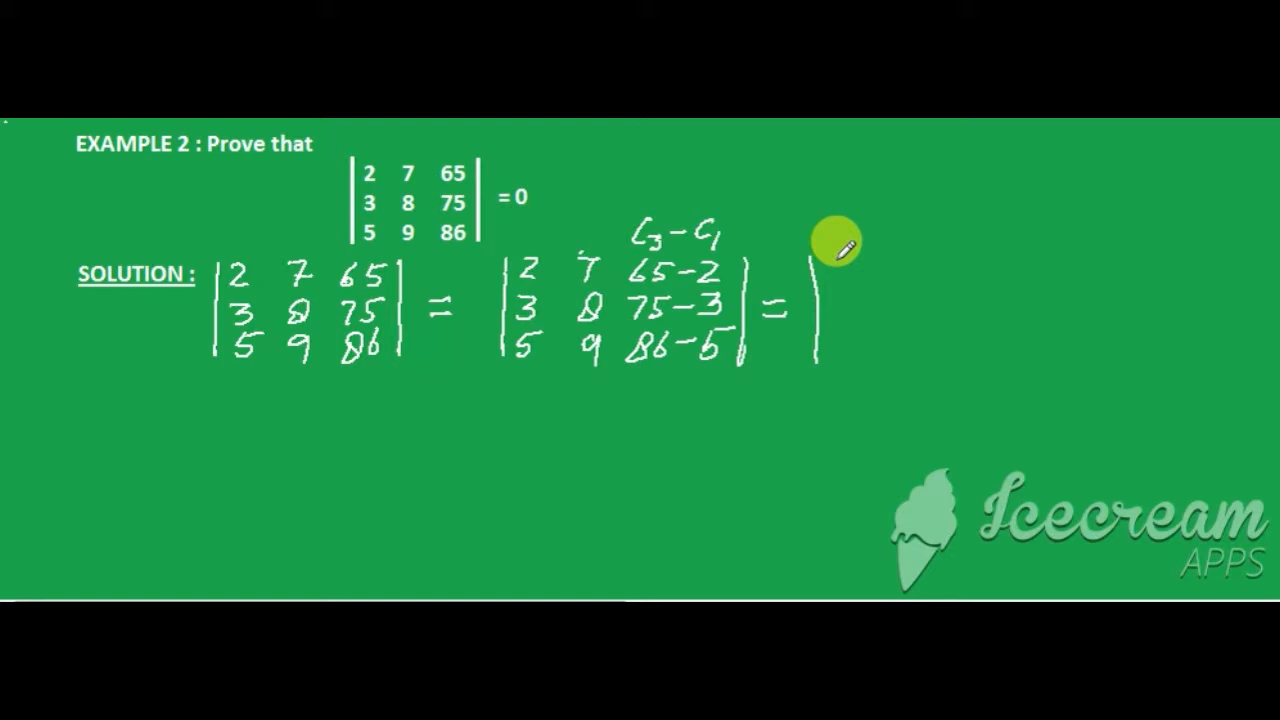 EXAMPLE 2 : Prove that
2 7 65
3 8 75 = 0
5 9 86
C3 - C1
SOLUTION : 2 7 65 = 2 7 65-2 =
3 8 75 3 8 75-3
5 9 86 5 9 86-5
Icecream
APPS